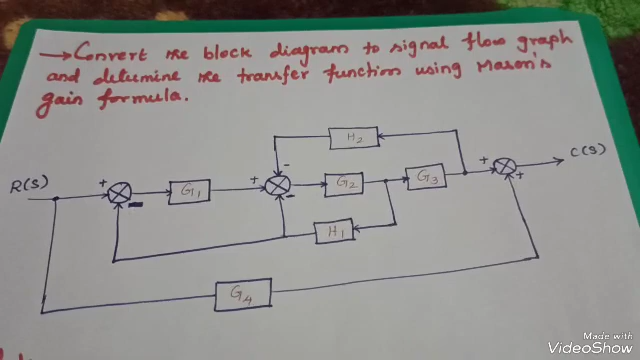 →Convert the block diagram to signal flow graph
and determine the transfer function using Mason's
gain formula.
H2
R(S) + - G1 + - - G2 G3 + + C(S)
H1
G4
Made with
VideoShow